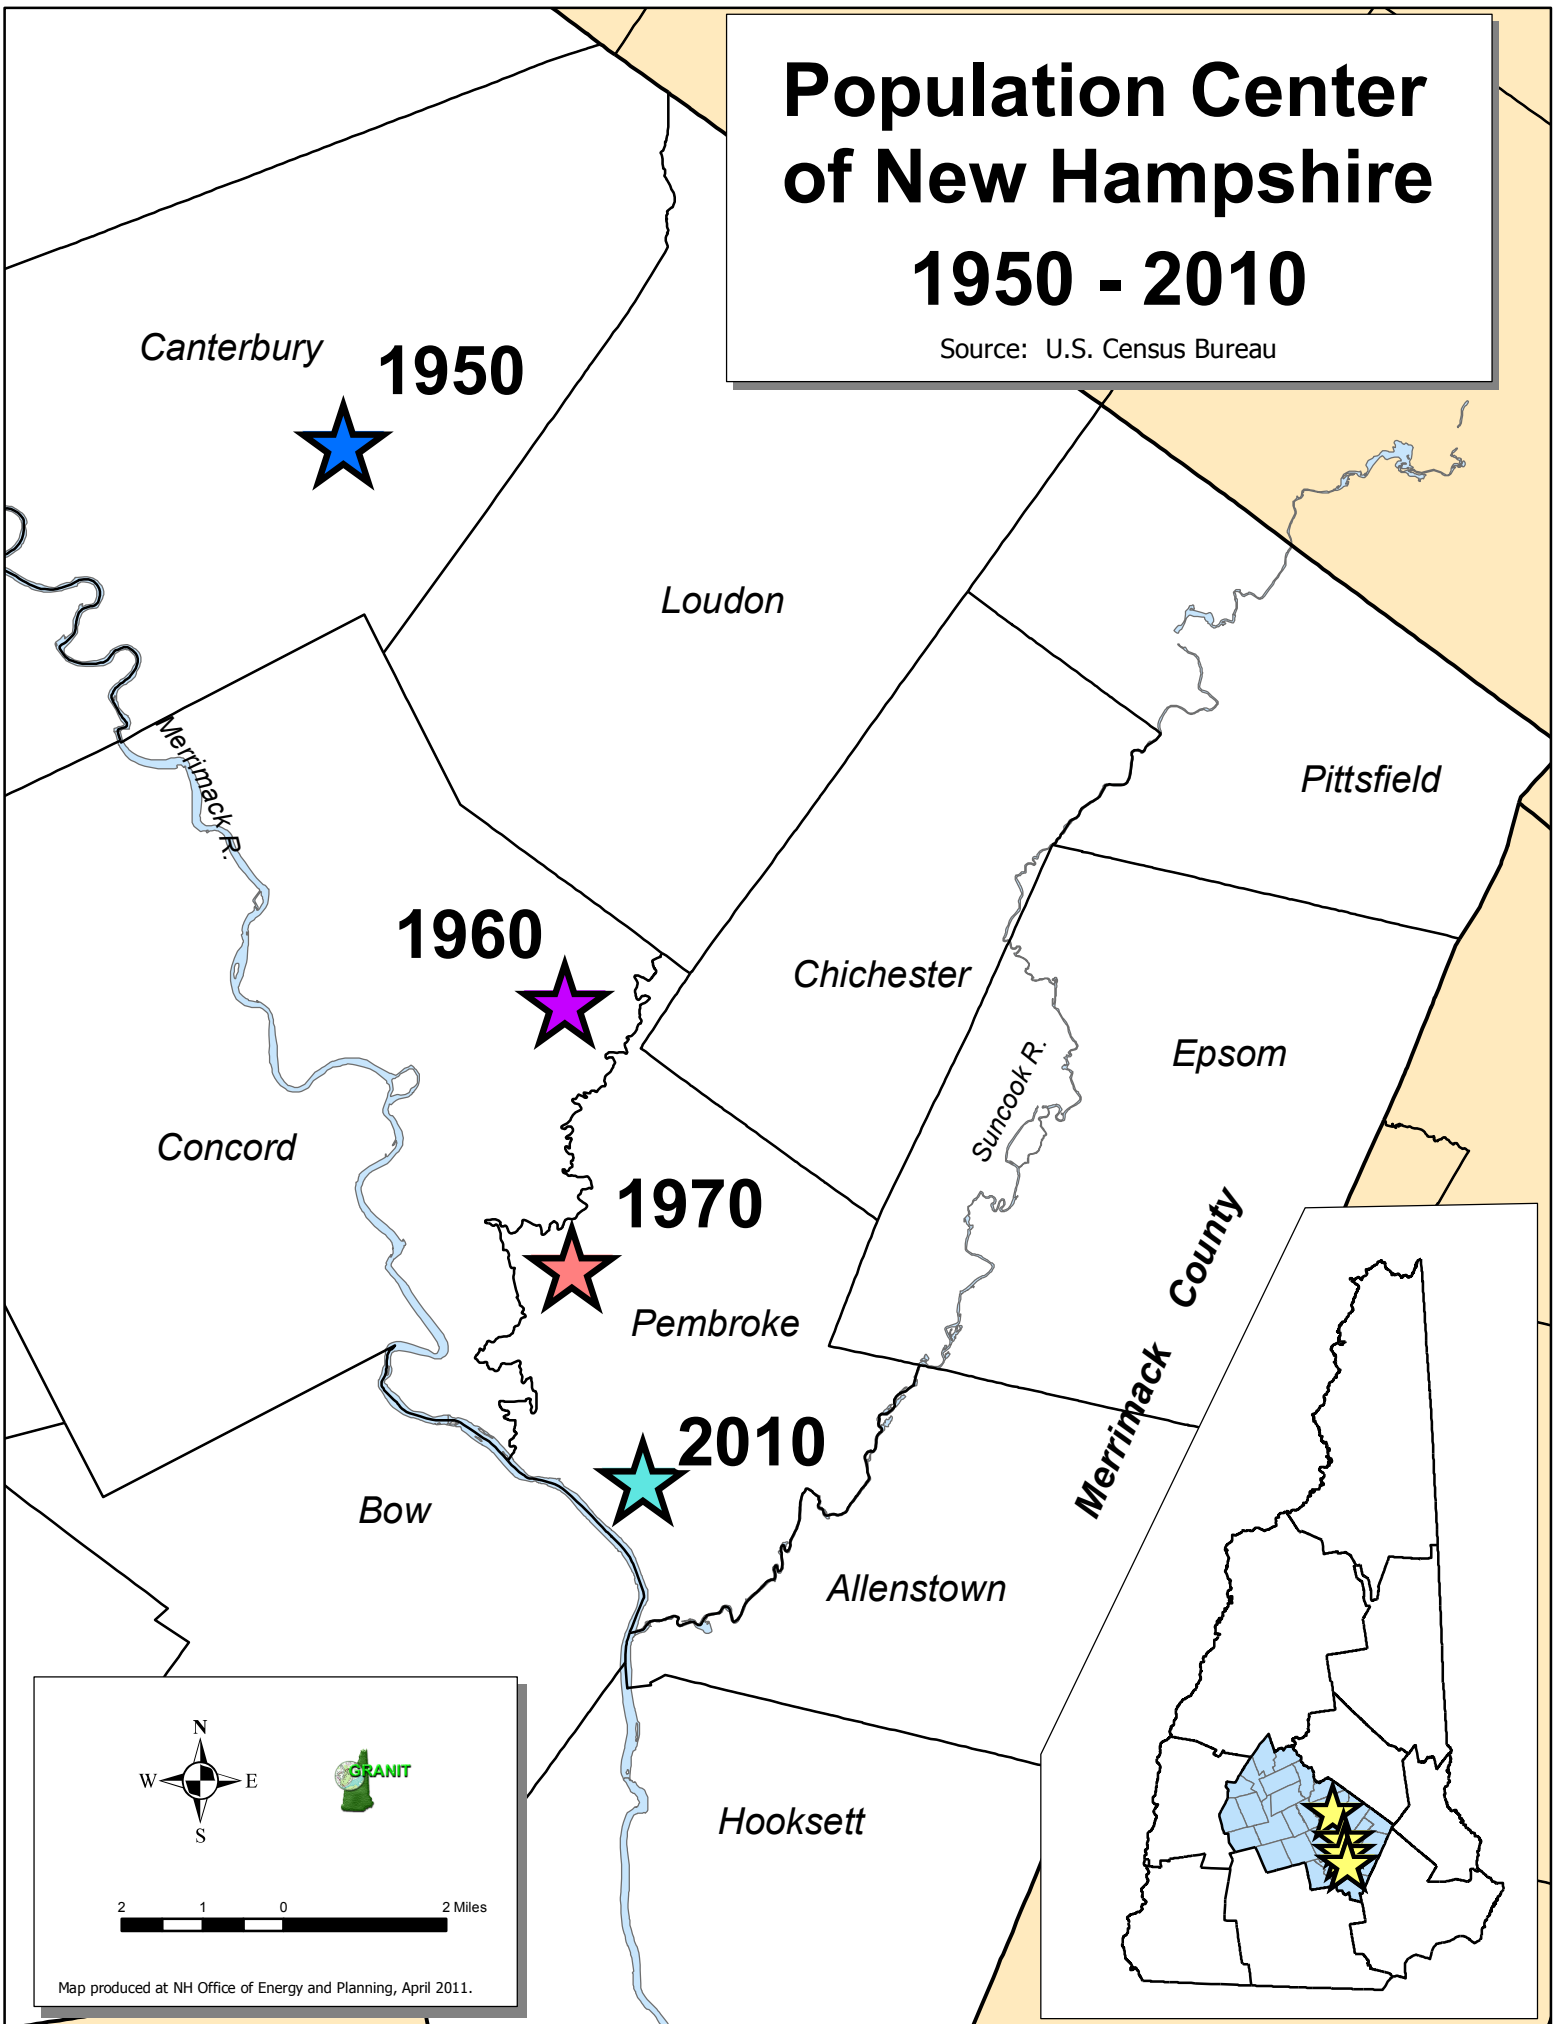 Population Center
of New Hampshire
1950 - 2010
Source: U.S. Census Bureau
Canterbury
1950
Loudon
Merrimack R.
Pittsfield
1960
Chichester
Epsom
Suncook R.
Concord
1970
Merrimack County
Pembroke
2010
Bow
Allenstown
Hooksett
N
W
E
S
GRANIT
2
1
0
2 Miles
Map produced at NH Office of Energy and Planning, April 2011.